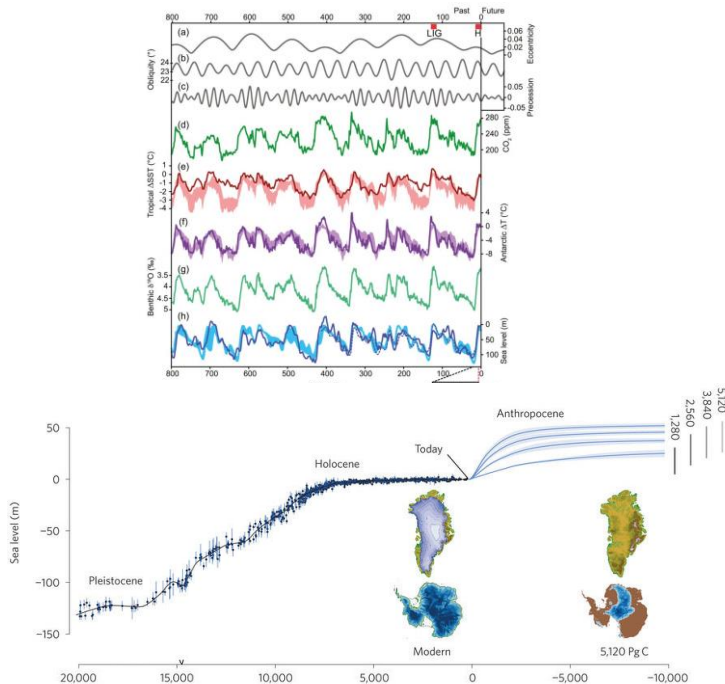 800 700 600 500 400 300 200 100 0
Past Future
LIG H
(a)
0.06
0.04
0.02
0
Eccentricity
(b)
24
23
22
Obliquity (°)
(c)
0.05
-0.05
Precession
(d)
280
200
CO2 (ppm)
(e)
1
0
-1
-2
-3
-4
Tropical ΔSST (°C)
(f)
4
0
-4
-8
Antarctic ΔT (°C)
(g)
3.5
4
4.5
5
Benthic δ18O (‰)
(h)
0
50
100
Sea level (m)
800 700 600 500 400 300 200 100 0
1,280
2,560
3,840
5,120
Anthropocene
Today
Holocene
Pleistocene
50
0
-50
-100
-150
Sea level (m)
Modern
5,120 Pg C
20,000 15,000 10,000 5,000 0 −5,000 −10,000